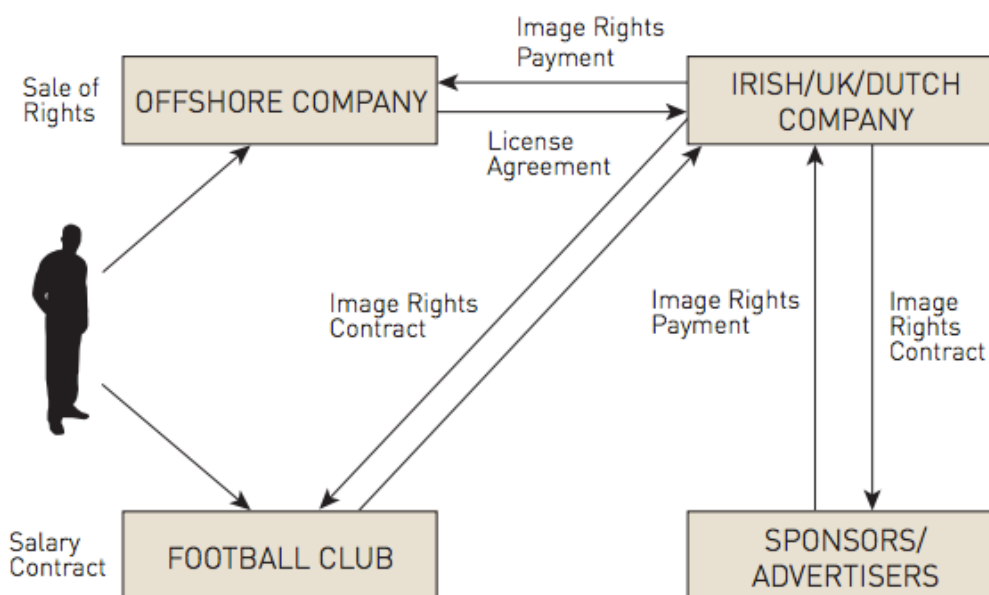 Image Rights
Payment
Sale of
Rights
OFFSHORE COMPANY
IRISH/UK/DUTCH
COMPANY
License
Agreement
Image Rights
Contract
Image Rights
Payment
Image
Rights
Contract
Salary
Contract
FOOTBALL CLUB
SPONSORS/
ADVERTISERS